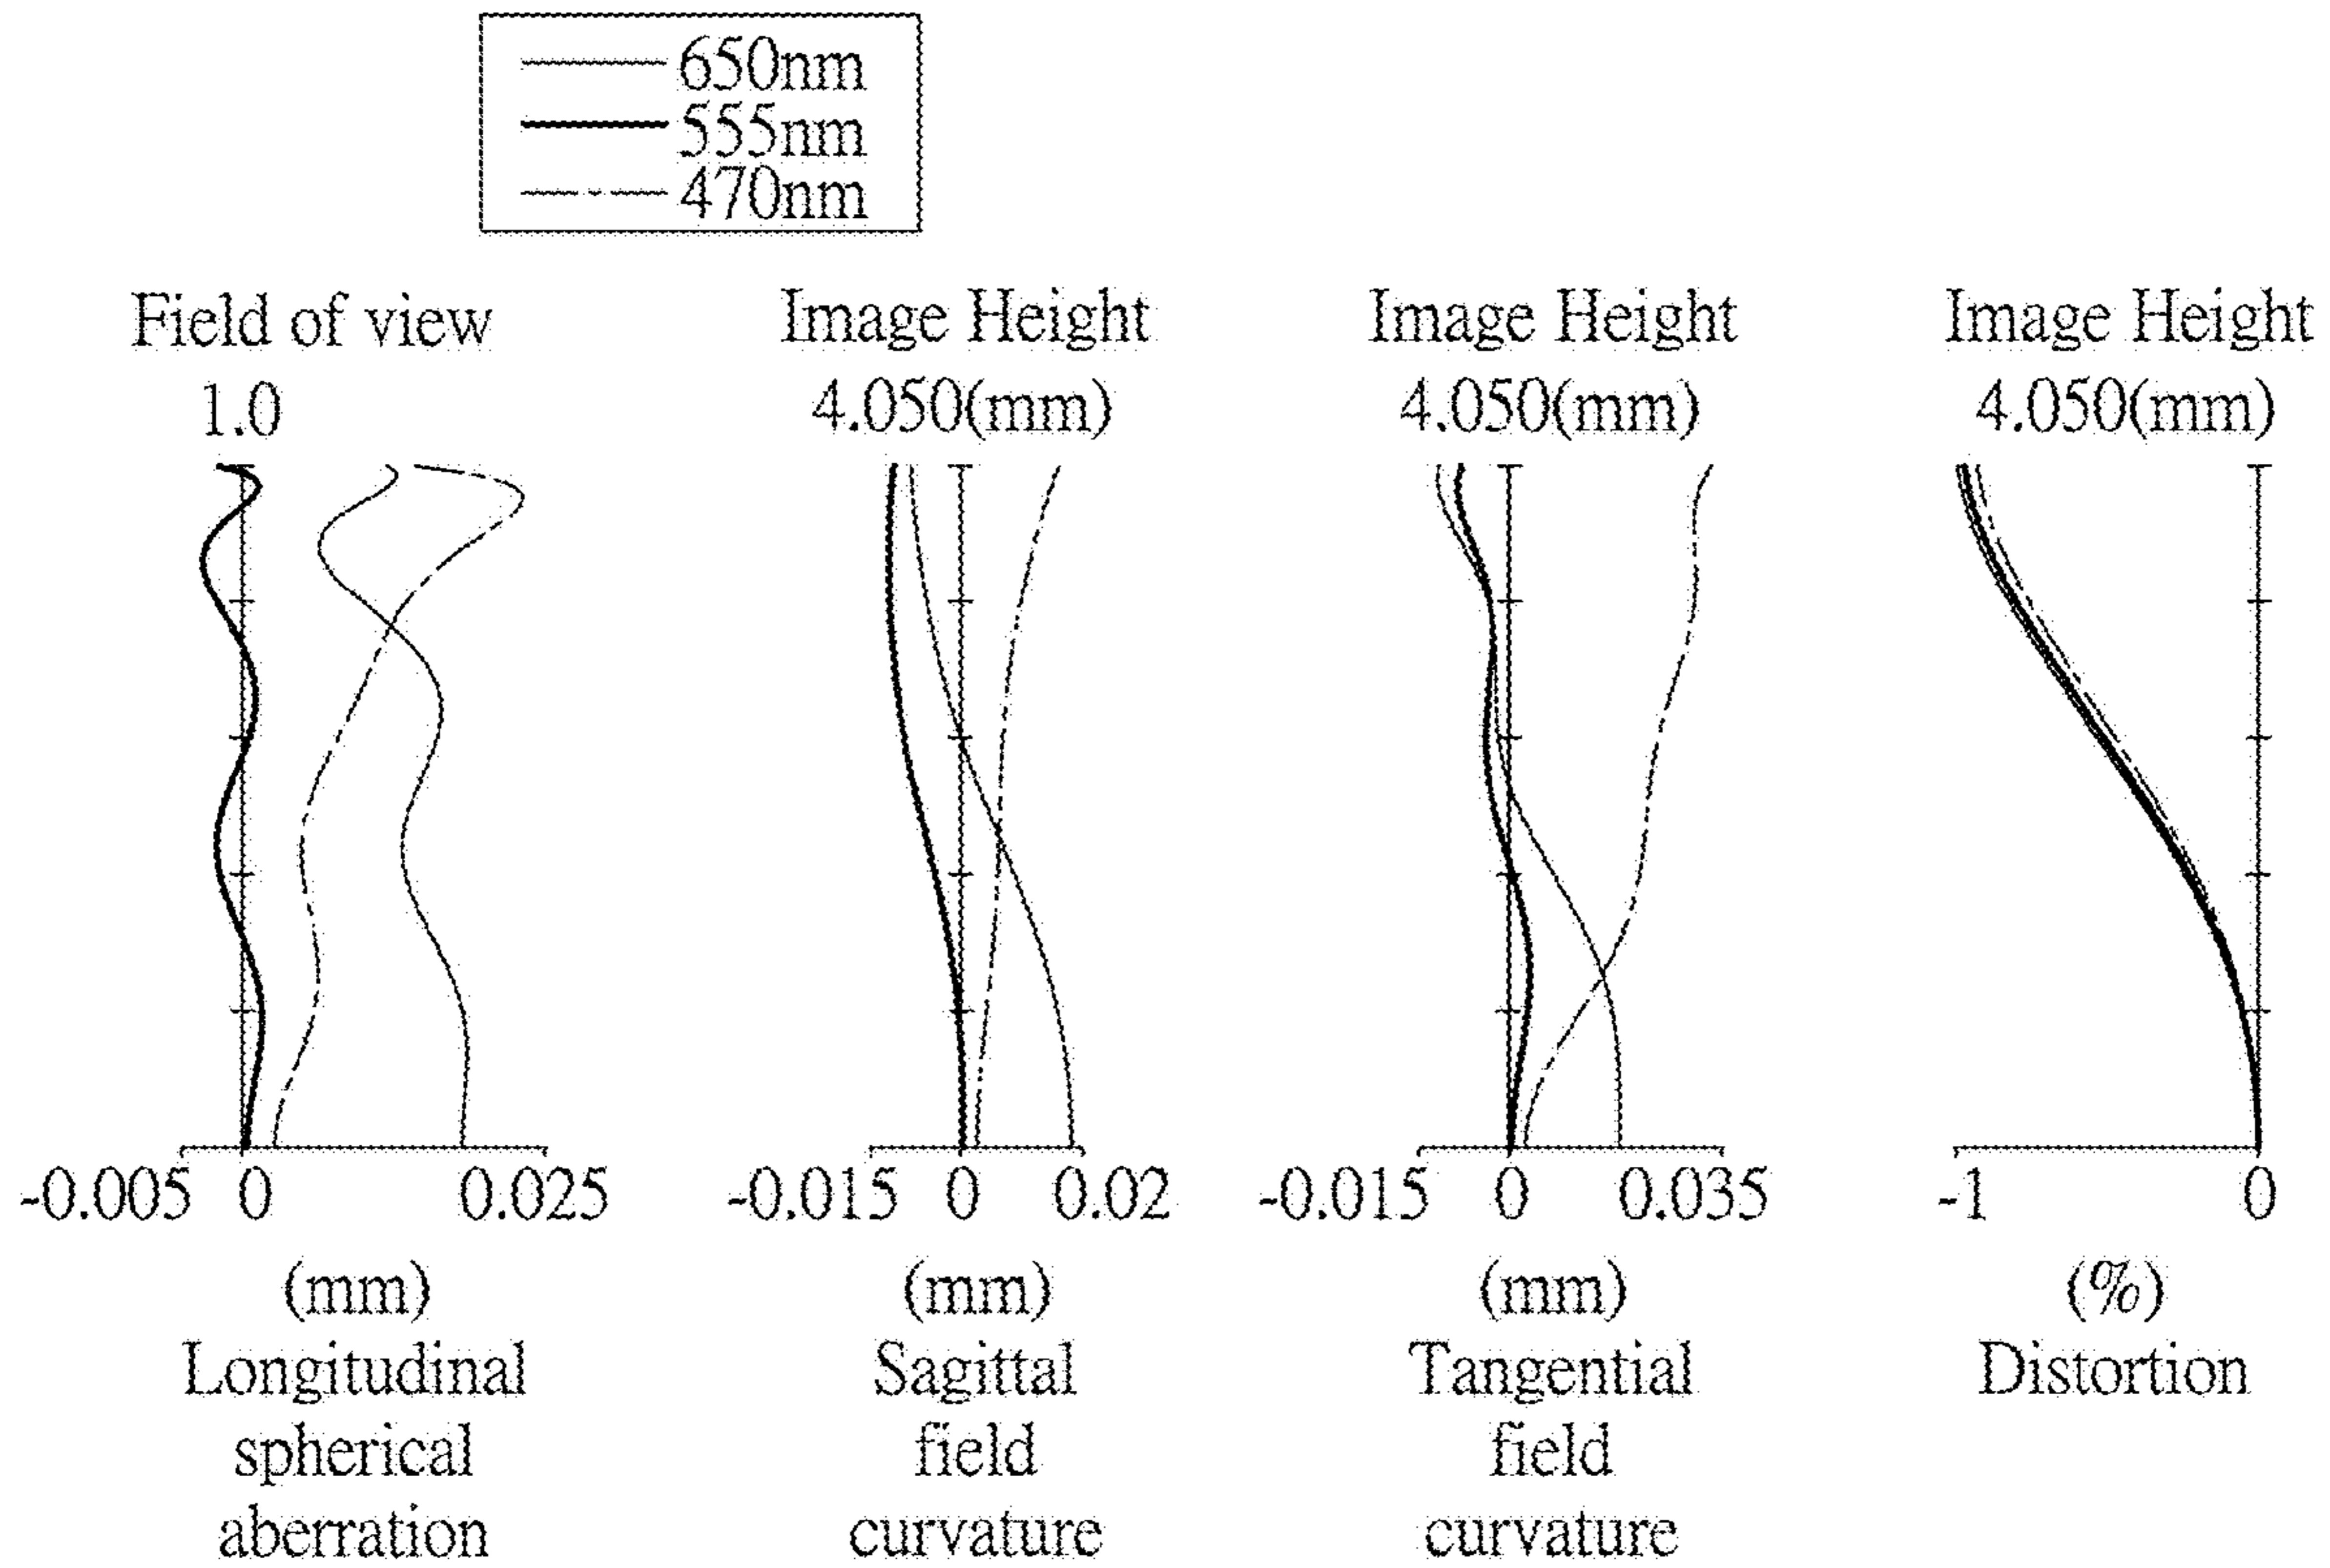 650nm
555nm
470nm
Field of view
1.0
Image Height
4.050(mm)
Image Height
4.050(mm)
Image Height
4.050(mm)
-0.005 0 0.025
(mm)
Longitudinal
spherical
aberration
-0.015 0 0.02
(mm)
Sagittal
field
curvature
-0.015 0 0.035
(mm)
Tangential
field
curvature
-1 0
(%)
Distortion